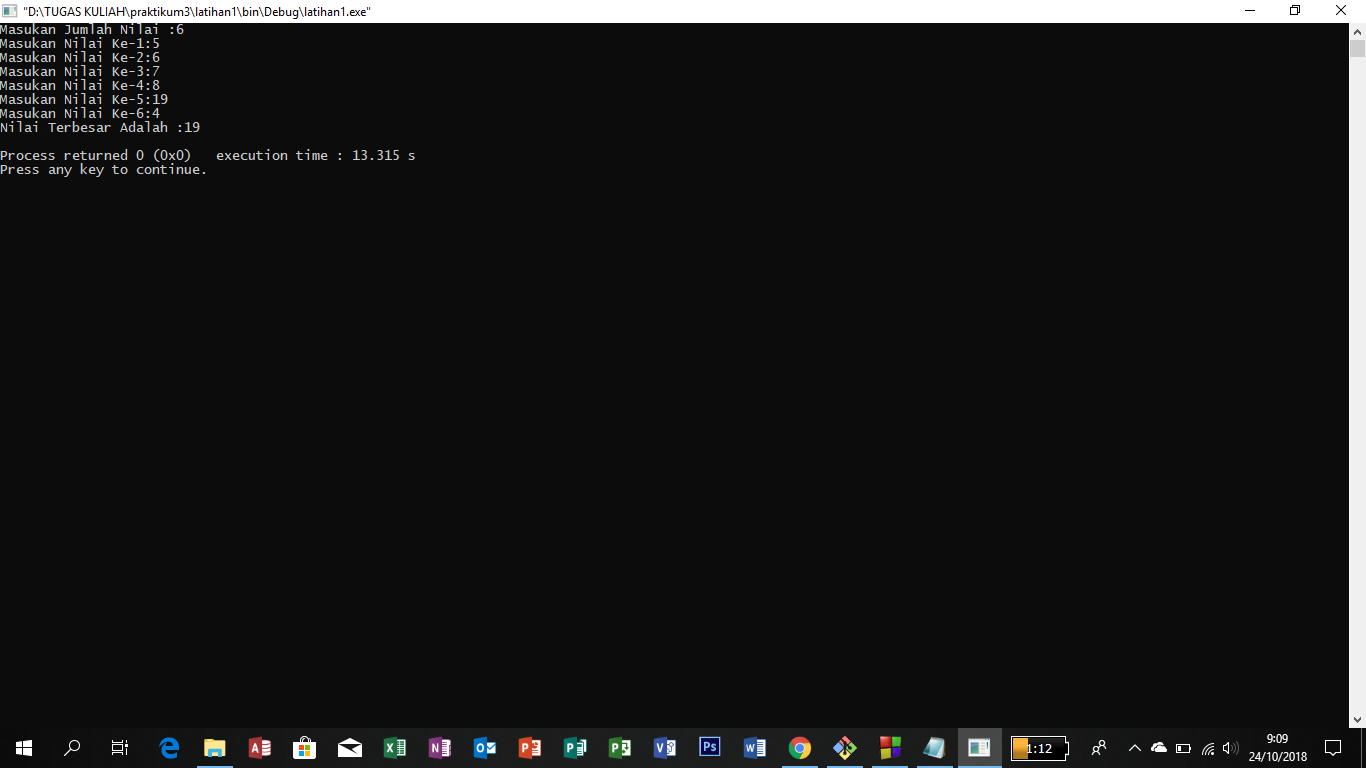 "D:\TUGAS KULIAH\praktikum3\latihan1\bin\Debug\latihan1.exe"
Masukan Jumlah Nilai :6
Masukan Nilai Ke-1:5
Masukan Nilai Ke-2:6
Masukan Nilai Ke-3:7
Masukan Nilai Ke-4:8
Masukan Nilai Ke-5:19
Masukan Nilai Ke-6:4
Nilai Terbesar Adalah :19
Process returned 0 (0x0)   execution time : 13.315 s
Press any key to continue.
Ps
1:12
9:09
24/10/2018